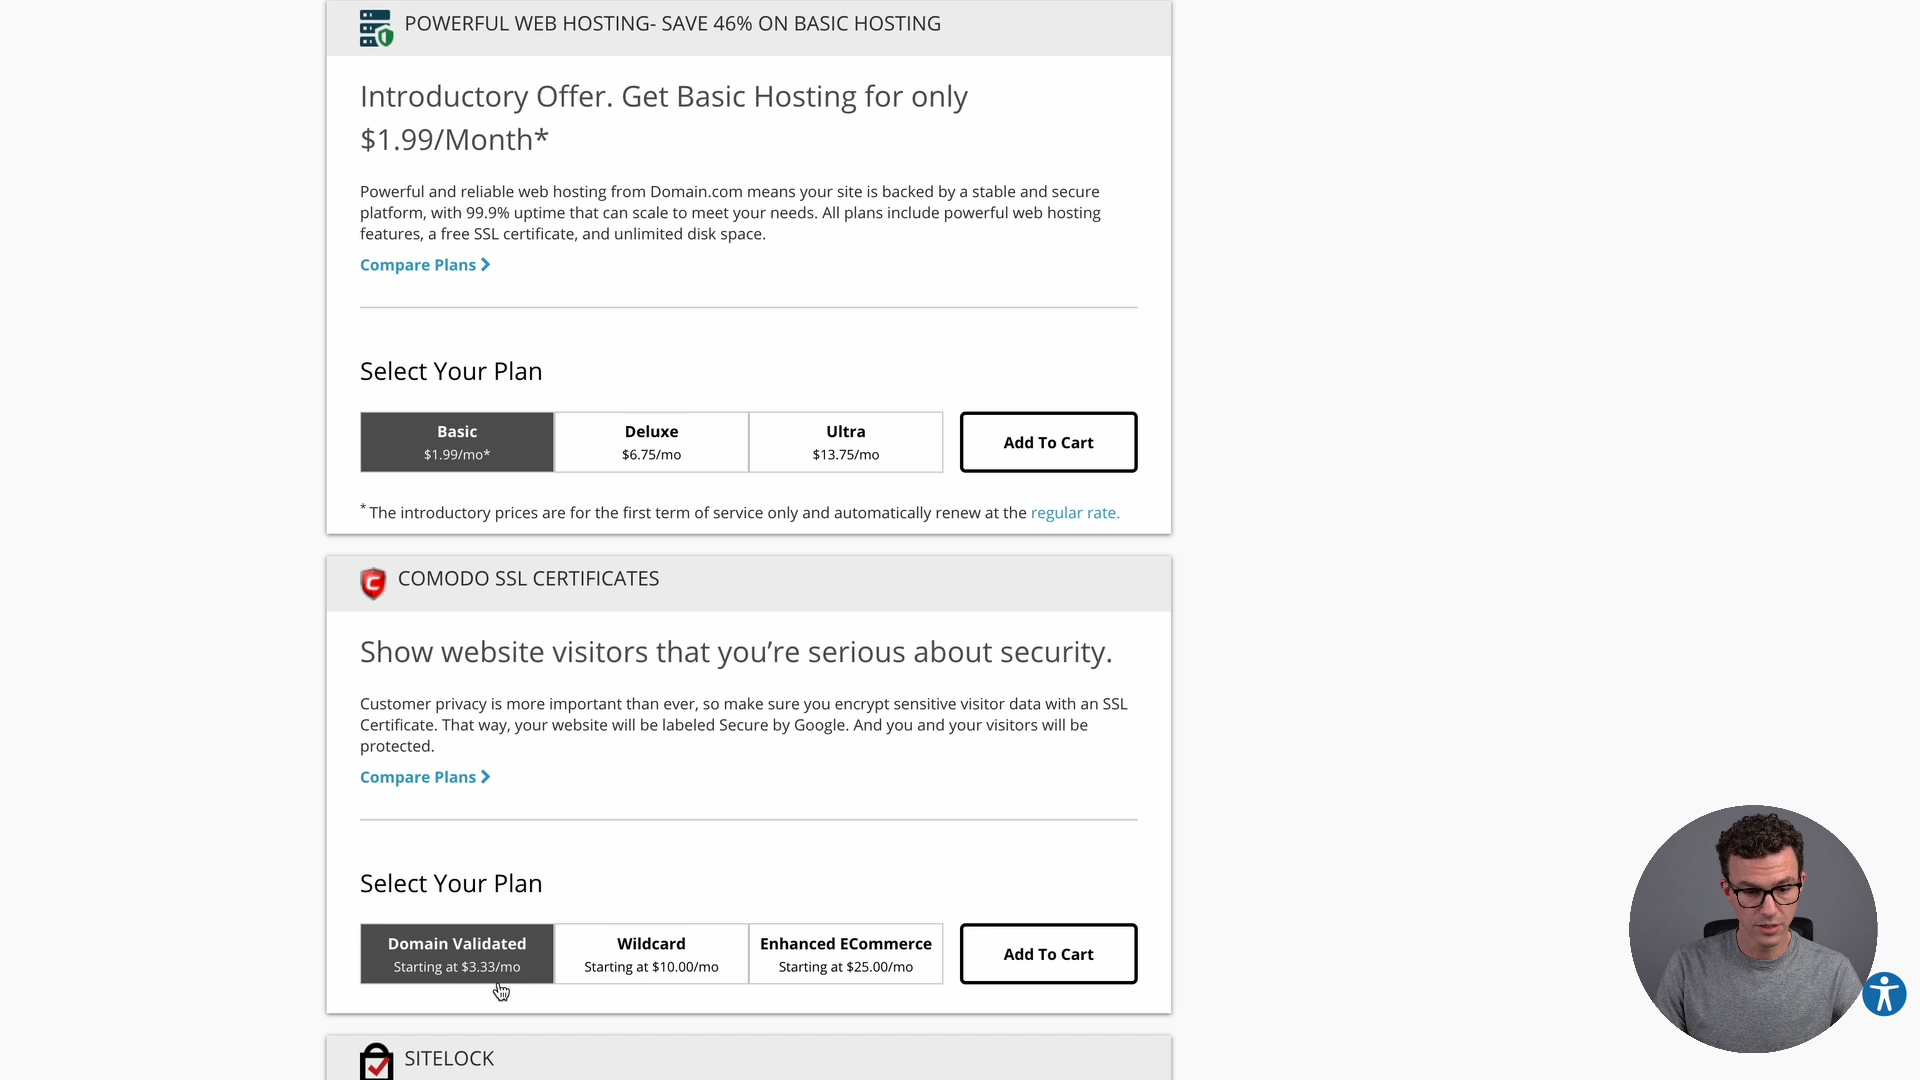 POWERFUL WEB HOSTING- SAVE 46% ON BASIC HOSTING
Introductory Offer. Get Basic Hosting for only
$1.99/Month*
Powerful and reliable web hosting from Domain.com means your site is backed by a stable and secure
platform, with 99.9% uptime that can scale to meet your needs. All plans include powerful web hosting
features, a free SSL certificate, and unlimited disk space.
Compare Plans
Select Your Plan
Basic
$1.99/mo*
Deluxe
$6.75/mo
Ultra
$13.75/mo
Add To Cart
* The introductory prices are for the first term of service only and automatically renew at the regular rate.
C
COMODO SSL CERTIFICATES
Show website visitors that you’re serious about security.
Customer privacy is more important than ever, so make sure you encrypt sensitive visitor data with an SSL
Certificate. That way, your website will be labeled Secure by Google. And you and your visitors will be
protected.
Compare Plans
Select Your Plan
Domain Validated
Starting at $3.33/mo
Wildcard
Starting at $10.00/mo
Enhanced ECommerce
Starting at $25.00/mo
Add To Cart
SITELOCK